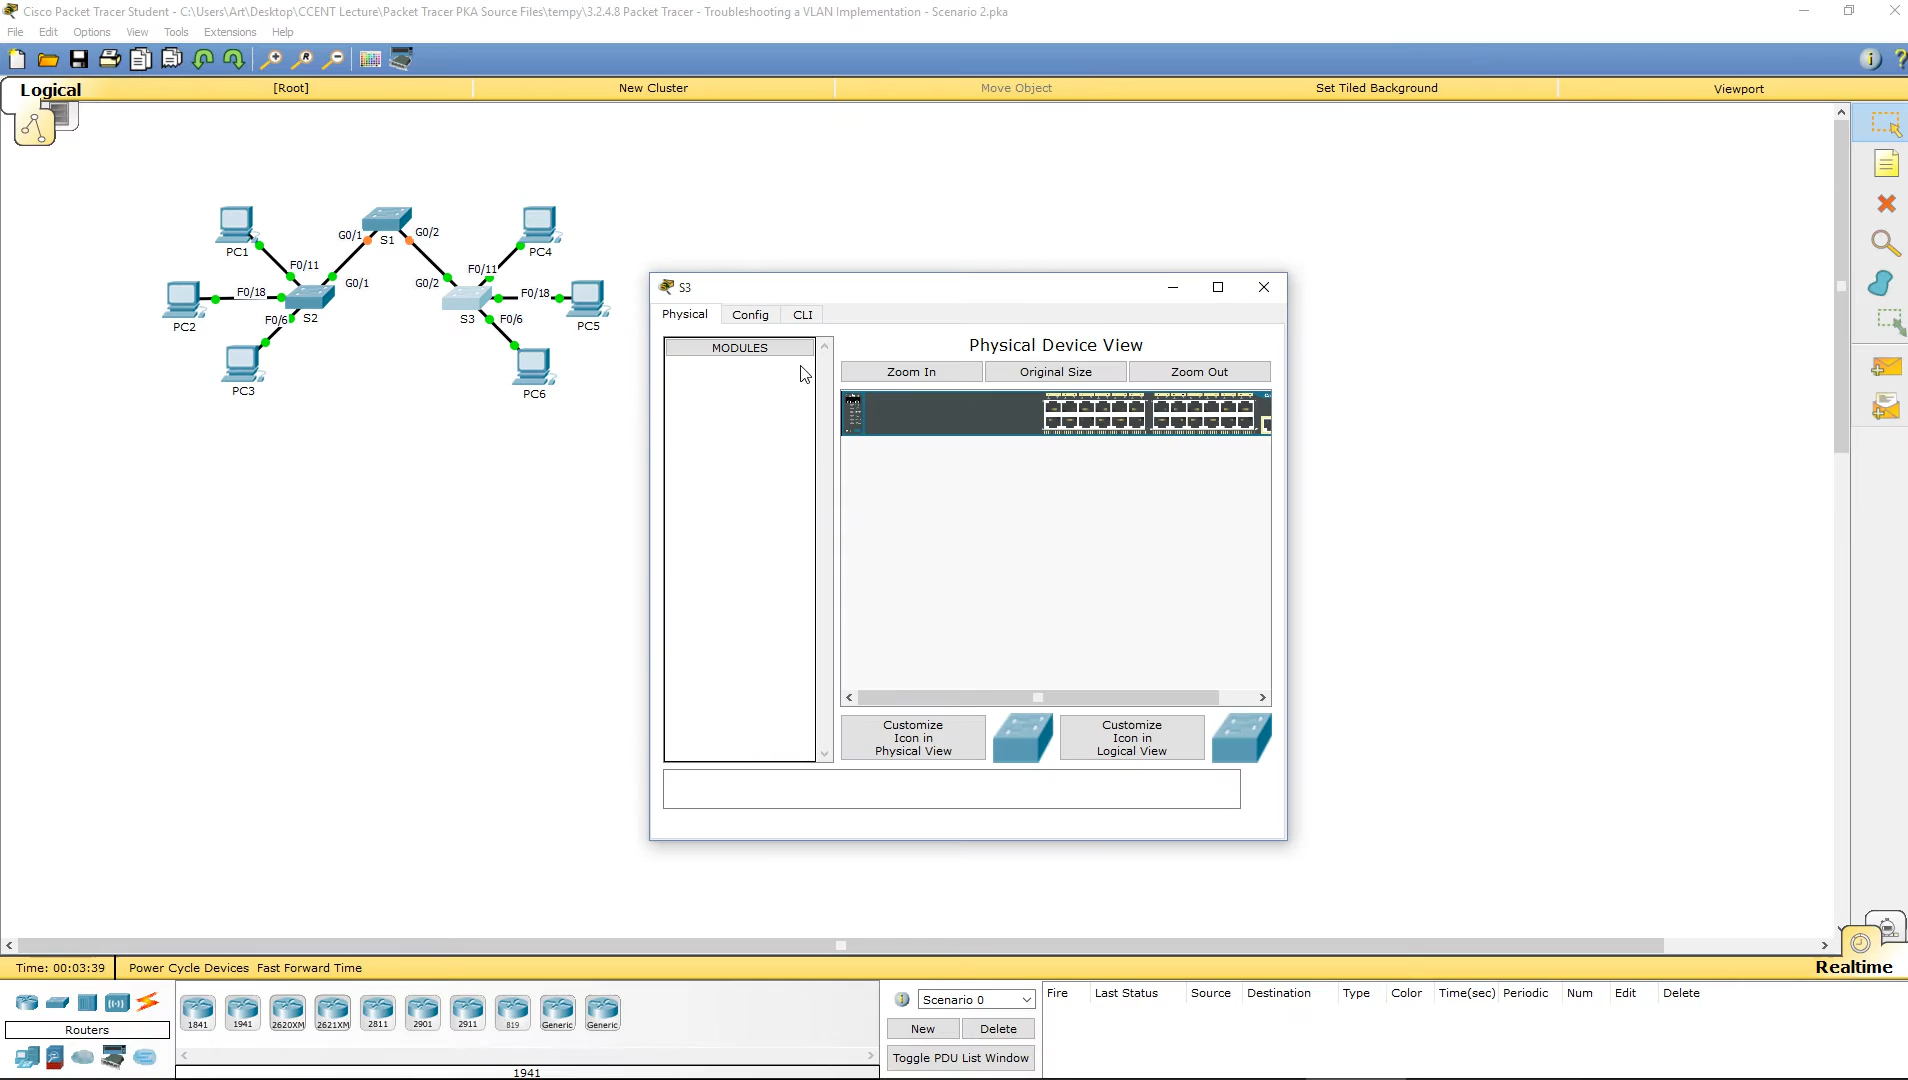 Cisco Packet Tracer Student - C:\Users\Art\Desktop\CCENT Lecture\Packet Tracer PKA Source Files\tempy\3.2.4.8 Packet Tracer - Troubleshooting a VLAN Implementation - Scenario 2.pka
File Edit Options View Tools Extensions Help
Logical [Root] New Cluster Move Object Set Tiled Background Viewport
PC1
G0/1
S1
G0/2
PC4
F0/11
F0/11
F0/18
G0/1
G0/2
F0/18
PC2
F0/6
S2
S3
F0/6
PC5
PC3
PC6
S3
Physical Config CLI
MODULES
Physical Device View
Zoom In Original Size Zoom Out
Customize
Icon in
Physical View
Customize
Icon in
Logical View
Realtime
Time: 00:03:39 Power Cycle Devices Fast Forward Time
Routers
1841 1941 2620XM 2621XM 2811 2901 2911 819 Generic Generic
1941
Scenario 0
New Delete
Toggle PDU List Window
Fire Last Status Source Destination Type Color Time(sec) Periodic Num Edit Delete